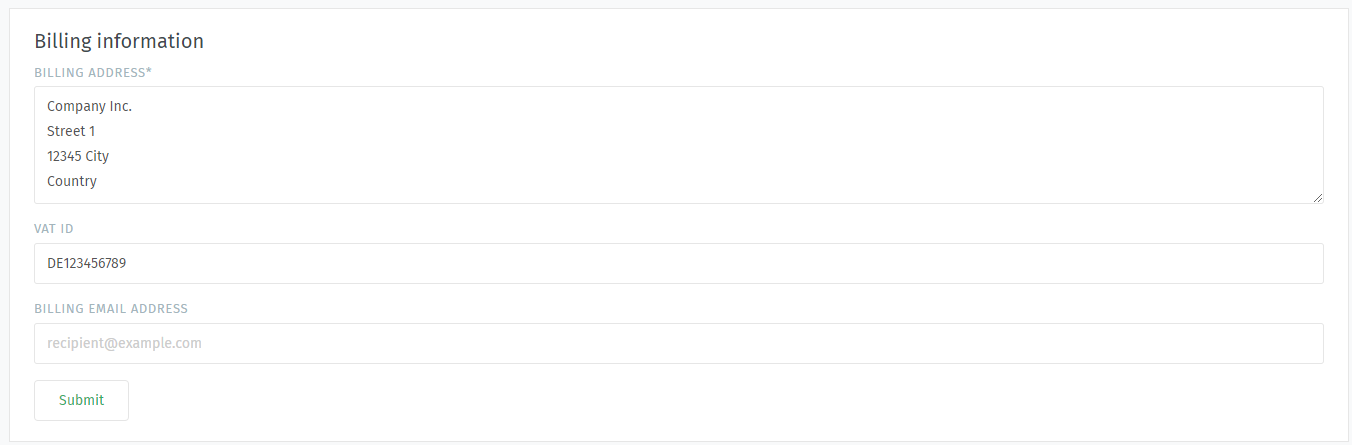 Billing information
BILLING ADDRESS*
Company Inc.
Street 1
12345 City
Country
VAT ID
DE123456789
BILLING EMAIL ADDRESS
recipient@example.com
Submit